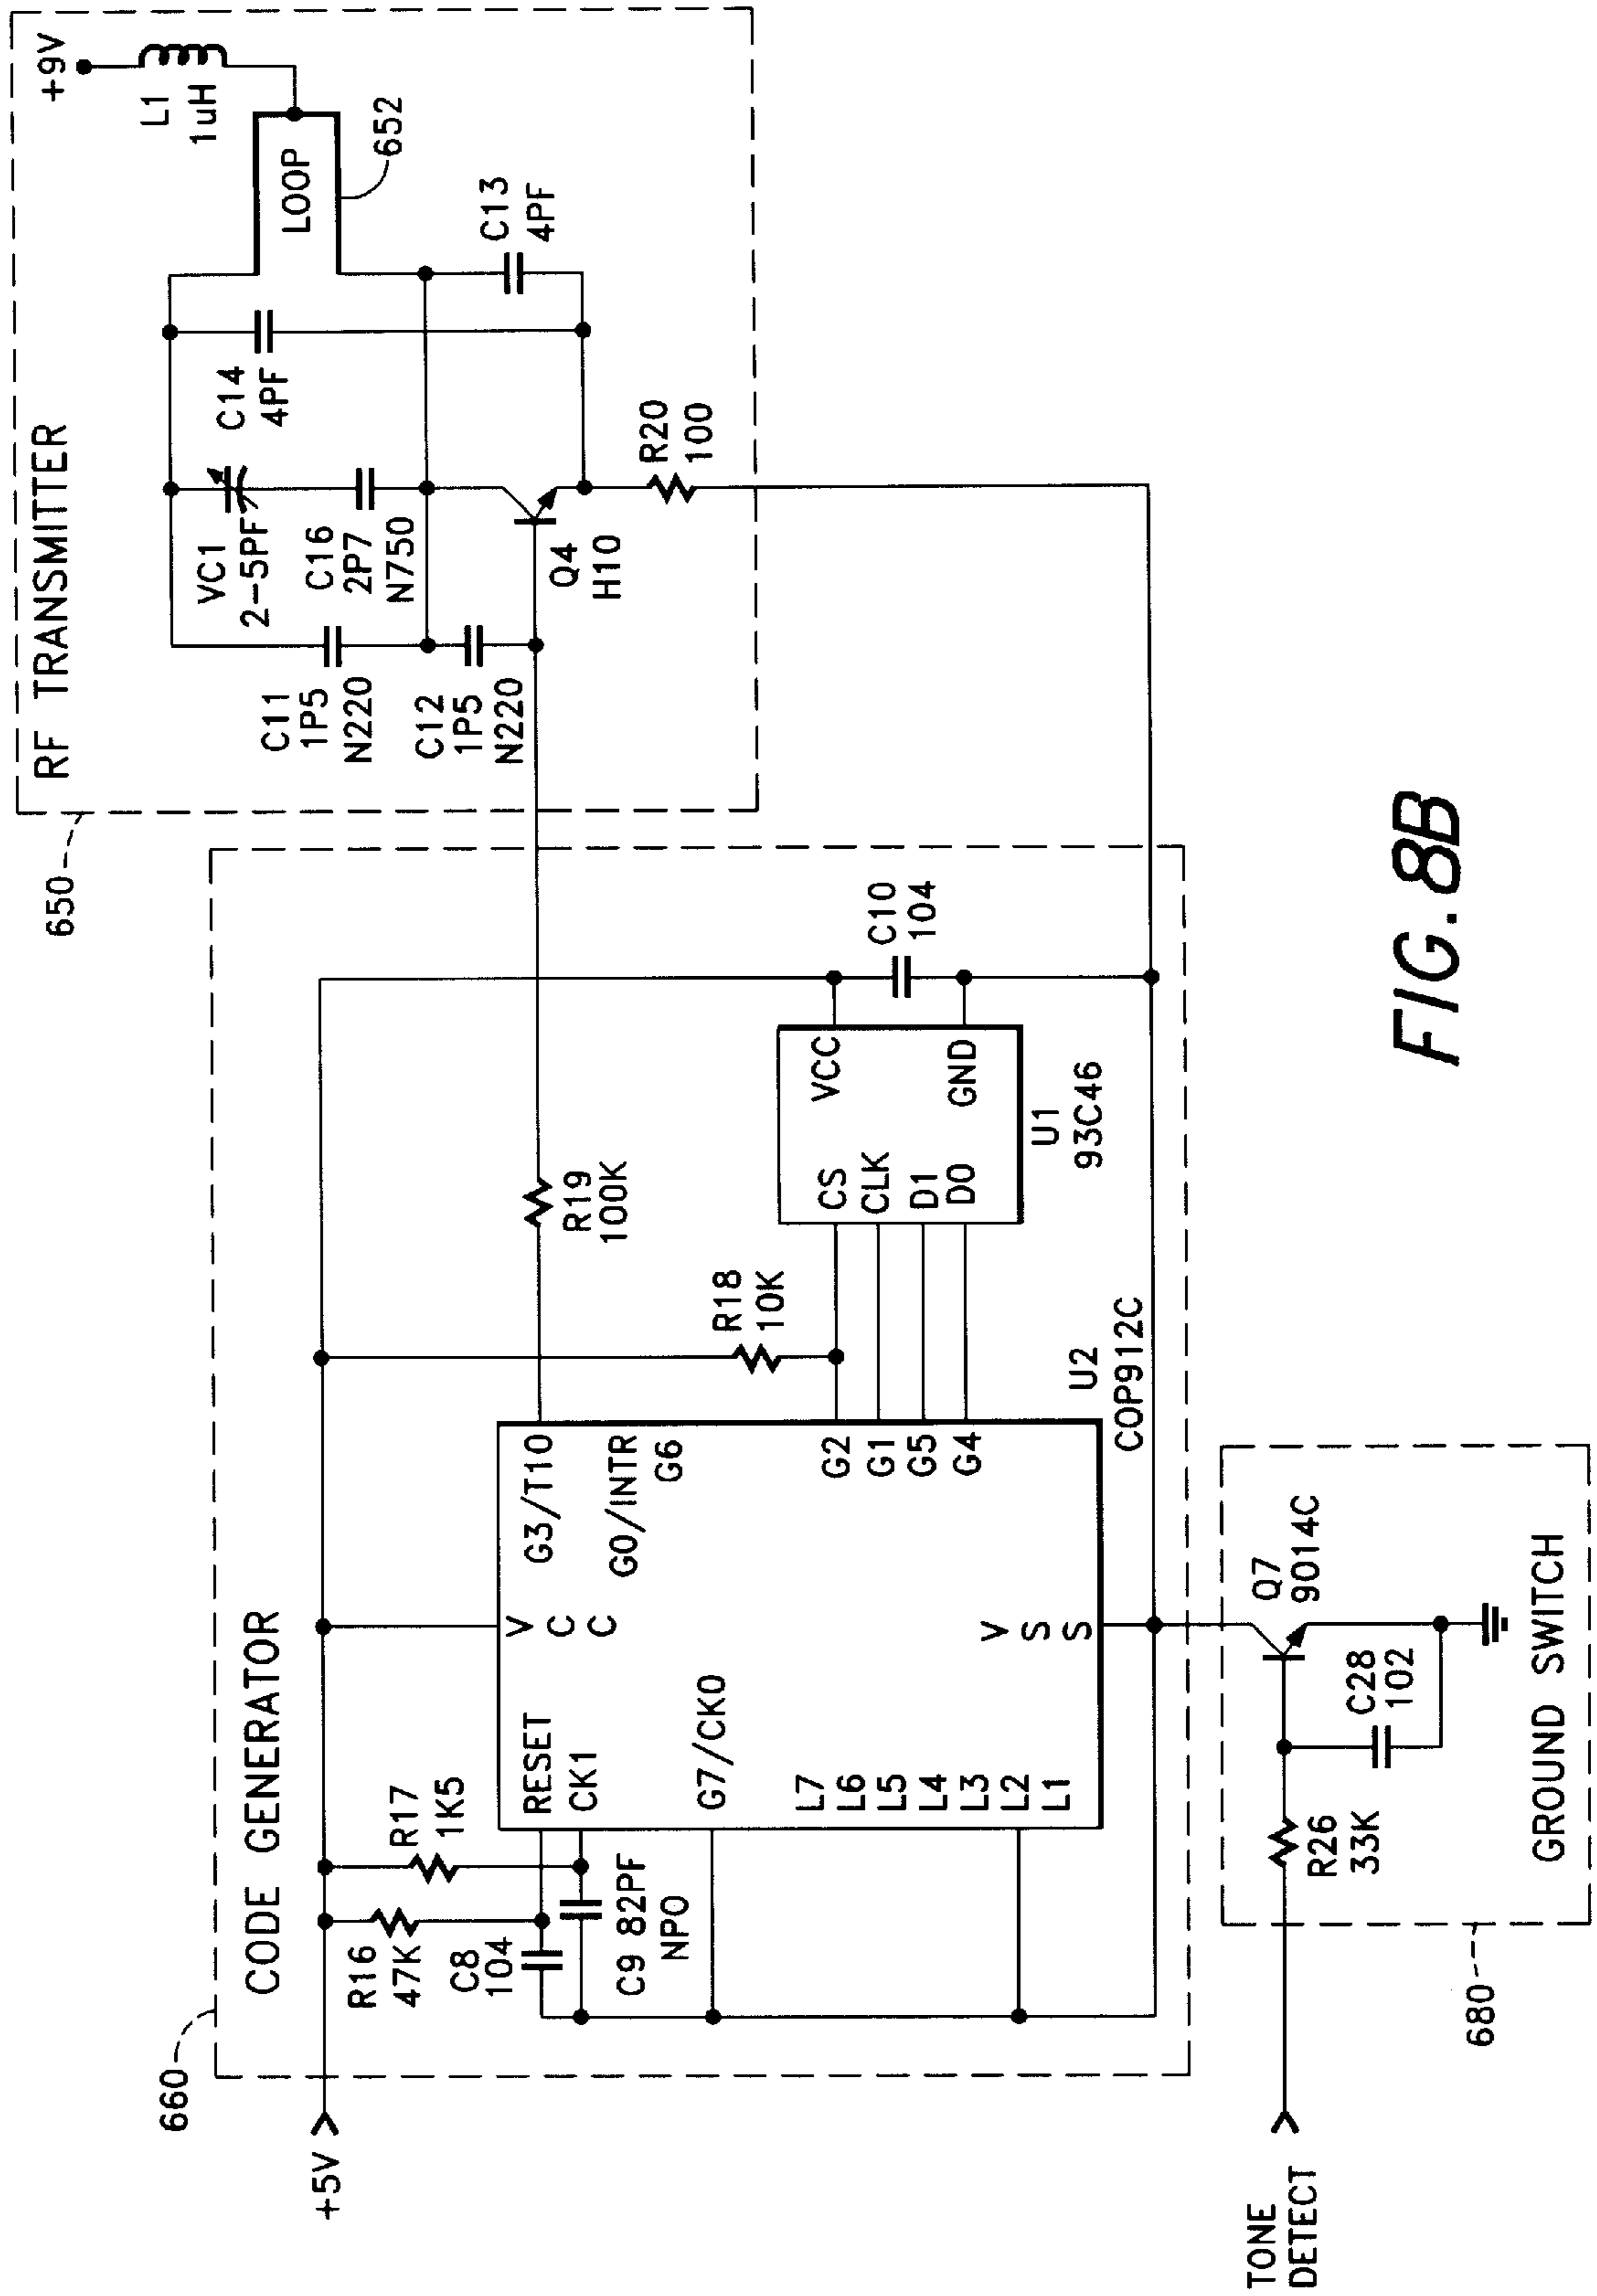 RF TRANSMITTER
650
+9V
L1
1uH
LOOP
652
C14
4PF
C13
4PF
VC1
2-5PF
C16
2P7
N750
C11
1P5
N220
C12
1P5
N220
Q4
H10
R20
100
CODE GENERATOR
660
+5V
R16
47K
R17
1K5
C8
104
C9 82PF
NPO
RESET
CK1
G7/CKO
L7
L6
L5
L4
L3
L2
L1
V
C
C
V
S
S
G3/T10
GO/INTR
G6
G2
G1
G5
G4
U2
COP912C
R19
100K
R18
10K
CS
CLK
D1
DO
VCC
GND
U1
93C46
C10
104
TONE
DETECT
R26
33K
C28
102
Q7
9014C
GROUND SWITCH
680
FIG. 8B